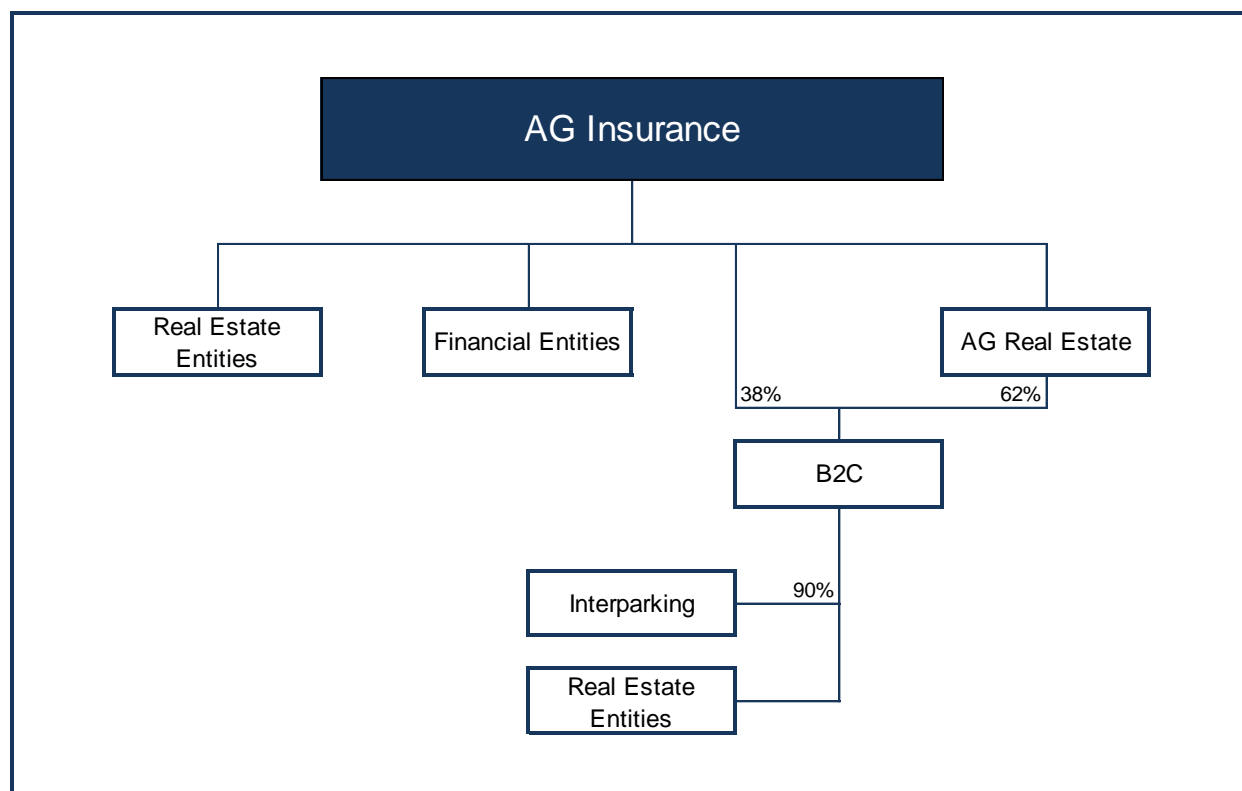 AG Insurance
Real Estate
Entities
Financial Entities
AG Real Estate
38%
62%
B2C
90%
Interparking
Real Estate
Entities